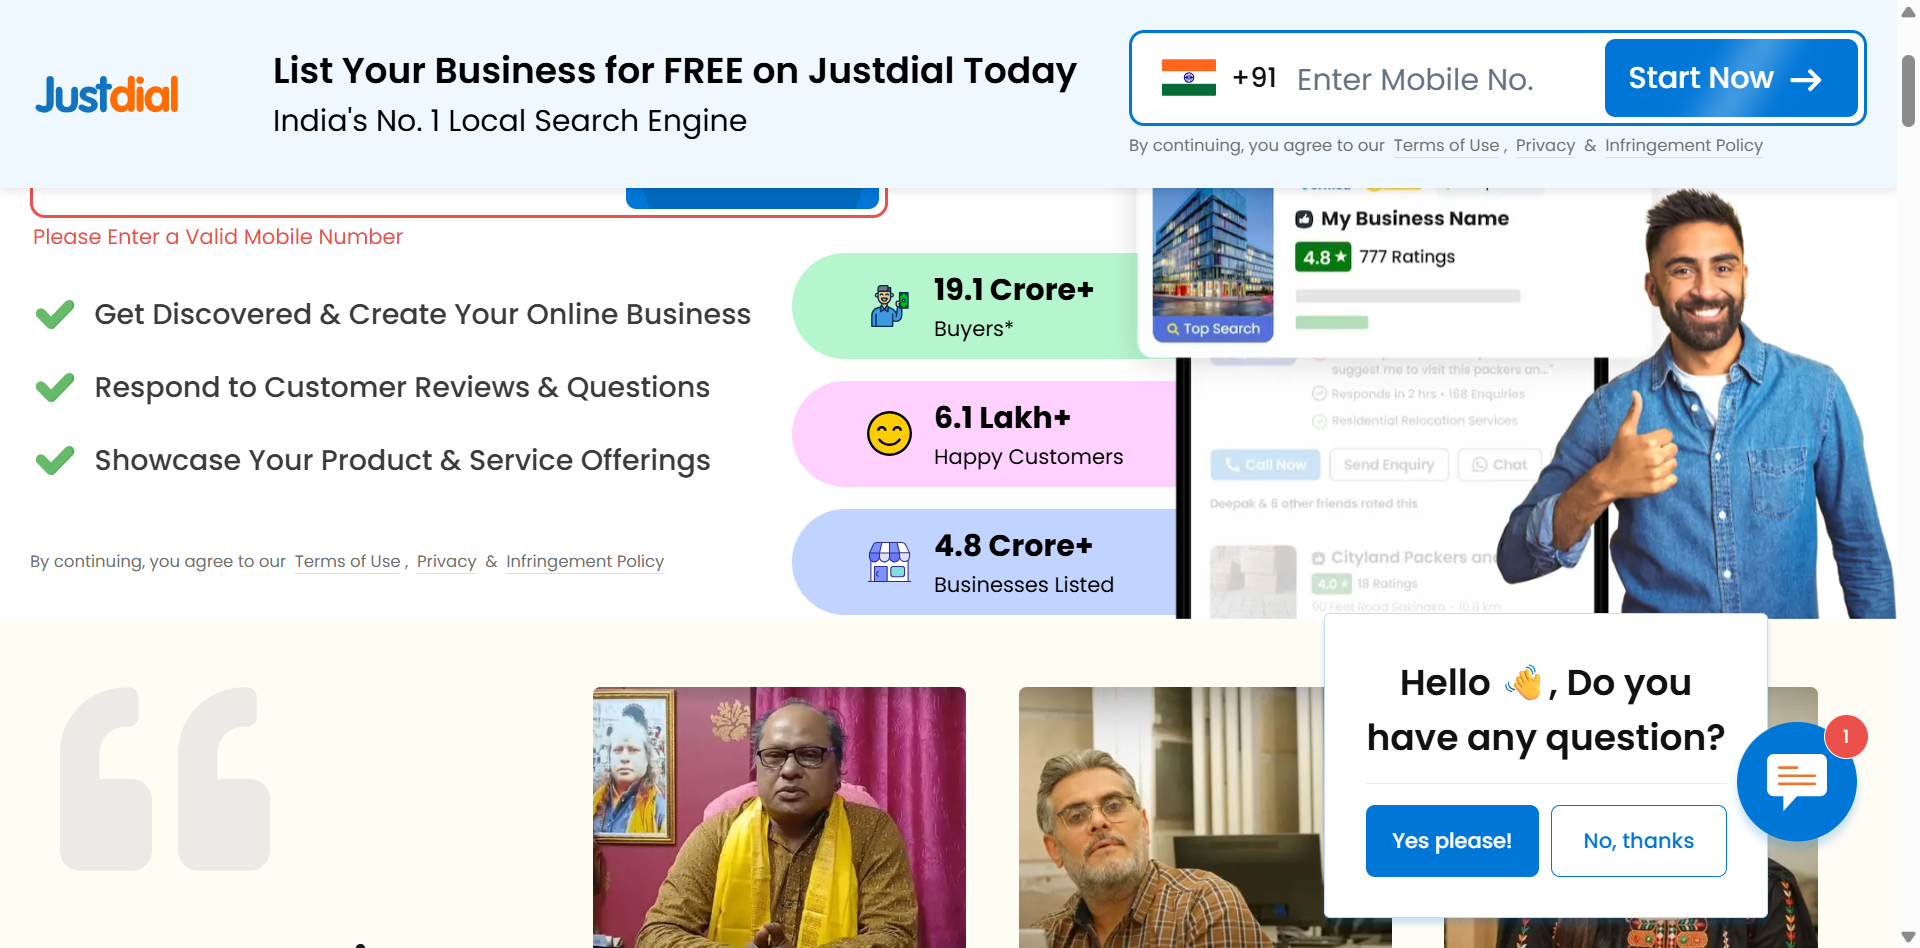 Justdial
List Your Business for FREE on Justdial Today
India's No. 1 Local Search Engine
+91 Enter Mobile No.
Start Now →
By continuing, you agree to our Terms of Use , Privacy & Infringement Policy
Please Enter a Valid Mobile Number
Get Discovered & Create Your Online Business
Respond to Customer Reviews & Questions
Showcase Your Product & Service Offerings
By continuing, you agree to our Terms of Use , Privacy & Infringement Policy
19.1 Crore+
Buyers*
6.1 Lakh+
Happy Customers
4.8 Crore+
Businesses Listed
My Business Name
4.8 ★ 777 Ratings
Top Search
suggest me to visit this packers an..."
Responds in 2 hrs • 168 Enquiries
Residential Relocation Services
Call Now
Send Enquiry
Chat
Deepak & 6 other friends rated this
Cityland Packers and
4.0 ★ 18 Ratings
90 Feet Road Sakinaka - 10.8 km
Hello 👋 , Do you
have any question?
Yes please!
No, thanks
1